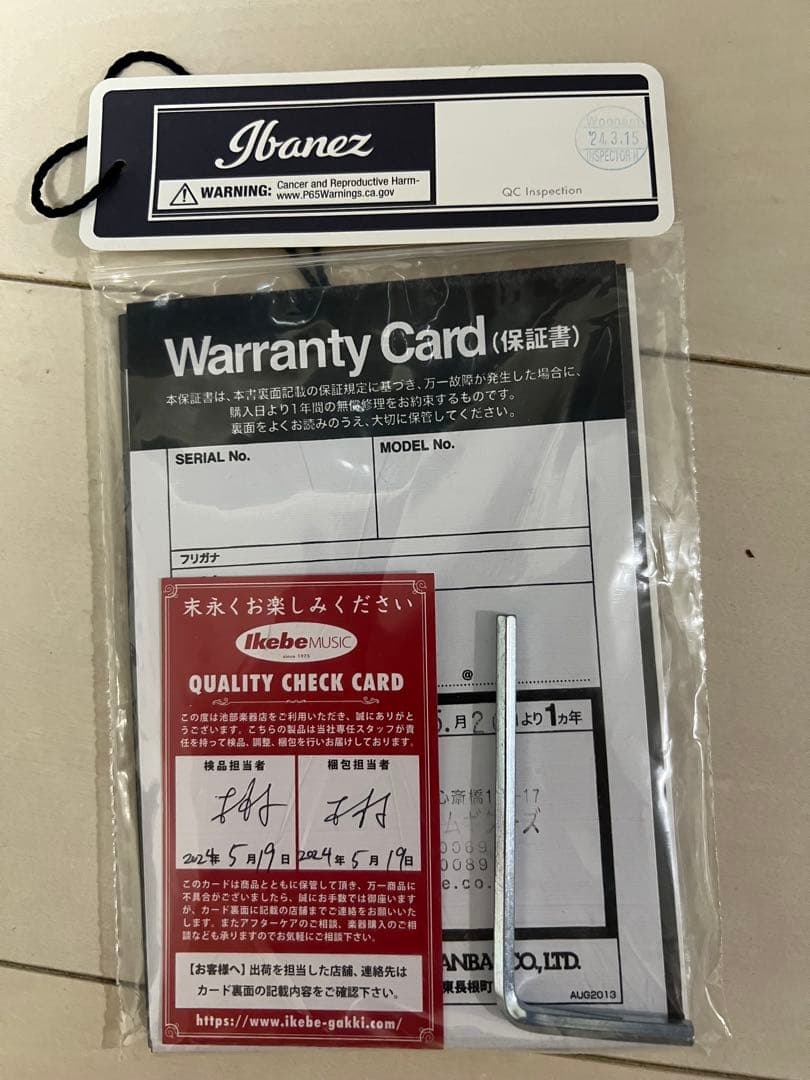 Ibanez
WARNING: Cancer and Reproductive Harm-
www.P65Warnings.ca.gov
'24.3.15
INSPECTOR
QC Inspection
Warranty Card (保証書)
本保証書は、本書裏面記載の保証規定に基づき、万一故障が発生した場合に、
購入日より1年間の無償修理をお約束するものです。
裏面をよくお読みのうえ、大切に保管してください。
SERIAL No.
MODEL No.
フリガナ
@
月2
より1ヵ年
心斎橋1
-17
ズ
0069
0089
e.co.
CO.,LTD.
東長根町
AUG2013
末永くお楽しみください
Ikebe MUSIC
since 1975
QUALITY CHECK CARD
この度は池部楽器店をご利用いただき、誠にありがと
うございます。こちらの製品は当社専任スタッフが責
任を持って検品、調整、梱包を行いお届けしております。
検品担当者
梱包担当者
2024年5月19日
2024年5月19日
このカードは商品とともに保管して頂き、万一商品に
不具合がございましたら、誠にお手数では御座います
が、カード裏面に記載の店舗までご連絡をお願いいた
します。またアフターケアのご相談、楽器購入のご相
談なども承りますのでお気軽にご相談下さい。
【お客様へ】出荷を担当した店舗、連絡先は
カード裏面の記載内容をご確認下さい。
https://www.ikebe-gakki.com/